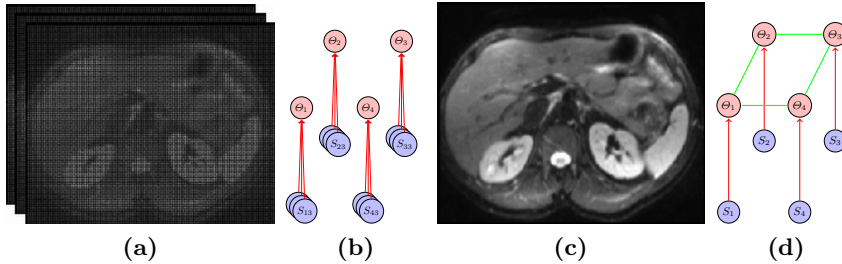 Θ₂ Θ₃
Θ₁ Θ₄
S₂₃ S₃₃
S₁₃ S₄₃
Θ₂ Θ₃
Θ₁ Θ₄
S₂ S₃
S₁ S₄
(a) (b) (c) (d)